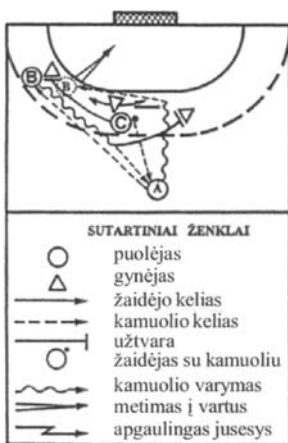 B
B
C
A
SUTARTINIAI ŽENKLAI
puolėjas
gynėjas
žaidėjo kelias
kamuolio kelias
užtvara
žaidėjas su kamuoliu
kamuolio varymas
metimas į vartus
apgaulingas jusesys